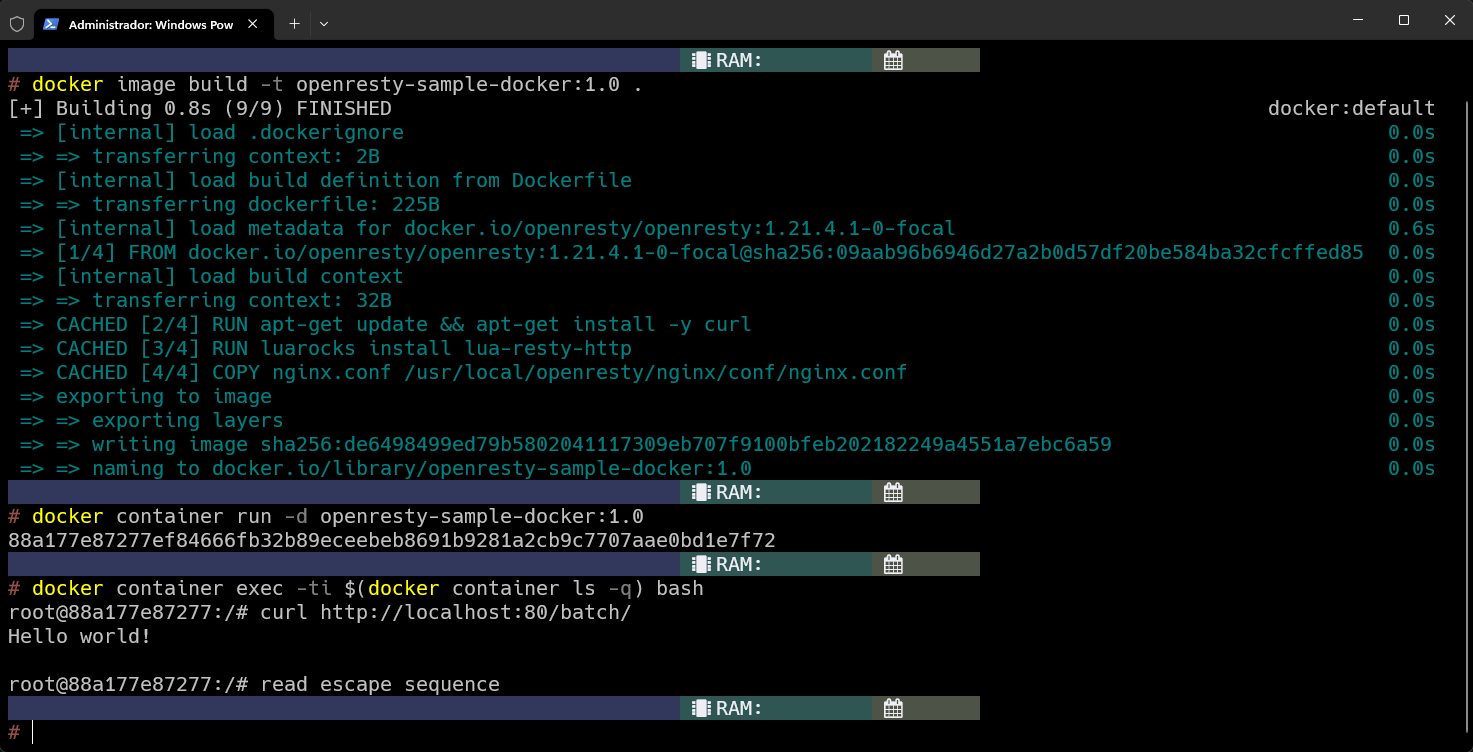 Administrador: Windows Pow
RAM:
# docker image build -t openresty-sample-docker:1.0 .
[+] Building 0.8s (9/9) FINISHED docker:default
=> [internal] load .dockerignore 0.0s
=> => transferring context: 2B 0.0s
=> [internal] load build definition from Dockerfile 0.0s
=> => transferring dockerfile: 225B 0.0s
=> [internal] load metadata for docker.io/openresty/openresty:1.21.4.1-0-focal 0.6s
=> [1/4] FROM docker.io/openresty/openresty:1.21.4.1-0-focal@sha256:09aab96b6946d27a2b0d57df20be584ba32cfcffed85 0.0s
=> [internal] load build context 0.0s
=> => transferring context: 32B 0.0s
=> CACHED [2/4] RUN apt-get update && apt-get install -y curl 0.0s
=> CACHED [3/4] RUN luarocks install lua-resty-http 0.0s
=> CACHED [4/4] COPY nginx.conf /usr/local/openresty/nginx/conf/nginx.conf 0.0s
=> exporting to image 0.0s
=> => exporting layers 0.0s
=> => writing image sha256:de6498499ed79b5802041117309eb707f9100bfeb202182249a4551a7ebc6a59 0.0s
=> => naming to docker.io/library/openresty-sample-docker:1.0 0.0s
RAM:
# docker container run -d openresty-sample-docker:1.0
88a177e87277ef84666fb32b89eceebeb8691b9281a2cb9c7707aae0bd1e7f72
RAM:
# docker container exec -ti $(docker container ls -q) bash
root@88a177e87277:/# curl http://localhost:80/batch/
Hello world!
root@88a177e87277:/# read escape sequence
RAM:
#